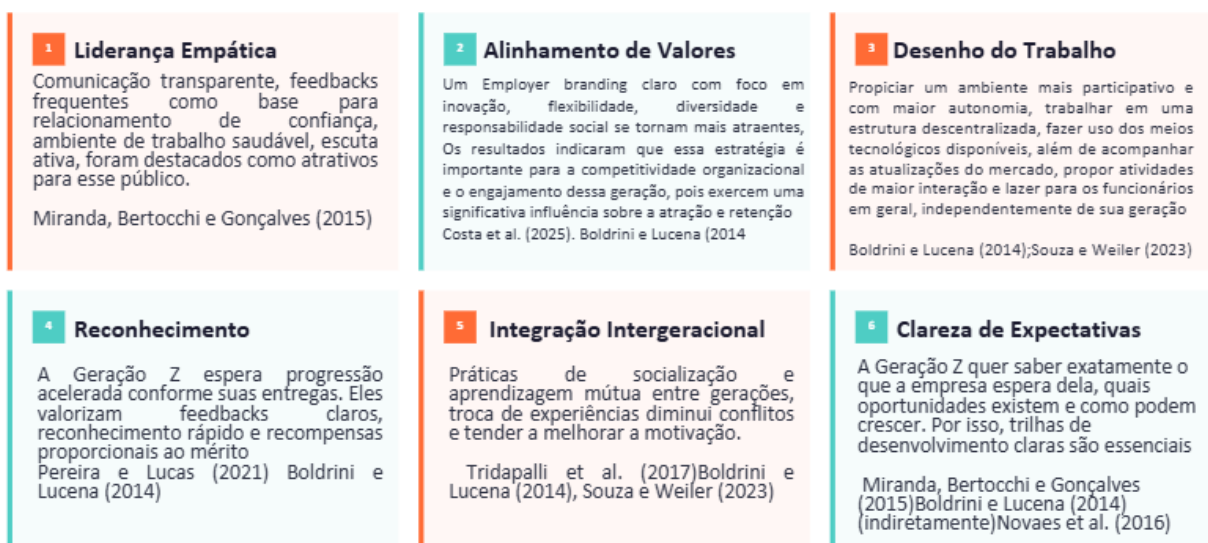 1 Liderança Empática
Comunicação transparente, feedbacks
frequentes como base para
relacionamento de confiança,
ambiente de trabalho saudável, escuta
ativa, foram destacados como atrativos
para esse público.
Miranda, Bertocchi e Gonçalves (2015)
2 Alinhamento de Valores
Um Employer branding claro com foco em
inovação, flexibilidade, diversidade e
responsabilidade social se tornam mais atraentes,
Os resultados indicaram que essa estratégia é
importante para a competitividade organizacional
e o engajamento dessa geração, pois exercem uma
significativa influência sobre a atração e retenção
Costa et al. (2025). Boldrini e Lucena (2014
3 Desenho do Trabalho
Propiciar um ambiente mais participativo e
com maior autonomia, trabalhar em uma
estrutura descentralizada, fazer uso dos meios
tecnológicos disponíveis, além de acompanhar
as atualizações do mercado, propor atividades
de maior interação e lazer para os funcionários
em geral, independentemente de sua geração
Boldrini e Lucena (2014);Souza e Weiler (2023)
4 Reconhecimento
A Geração Z espera progressão
acelerada conforme suas entregas. Eles
valorizam feedbacks claros,
reconhecimento rápido e recompensas
proporcionais ao mérito
Pereira e Lucas (2021) Boldrini e
Lucena (2014)
5 Integração Intergeracional
Práticas de socialização e
aprendizagem mútua entre gerações,
troca de experiências diminui conflitos
e tender a melhorar a motivação.
Tridapalli et al. (2017)Boldrini e
Lucena (2014), Souza e Weiler (2023)
6 Clareza de Expectativas
A Geração Z quer saber exatamente o
que a empresa espera dela, quais
oportunidades existem e como podem
crescer. Por isso, trilhas de
desenvolvimento claras são essenciais
Miranda, Bertocchi e Gonçalves
(2015)Boldrini e Lucena (2014)
(indiretamente)Novaes et al. (2016)